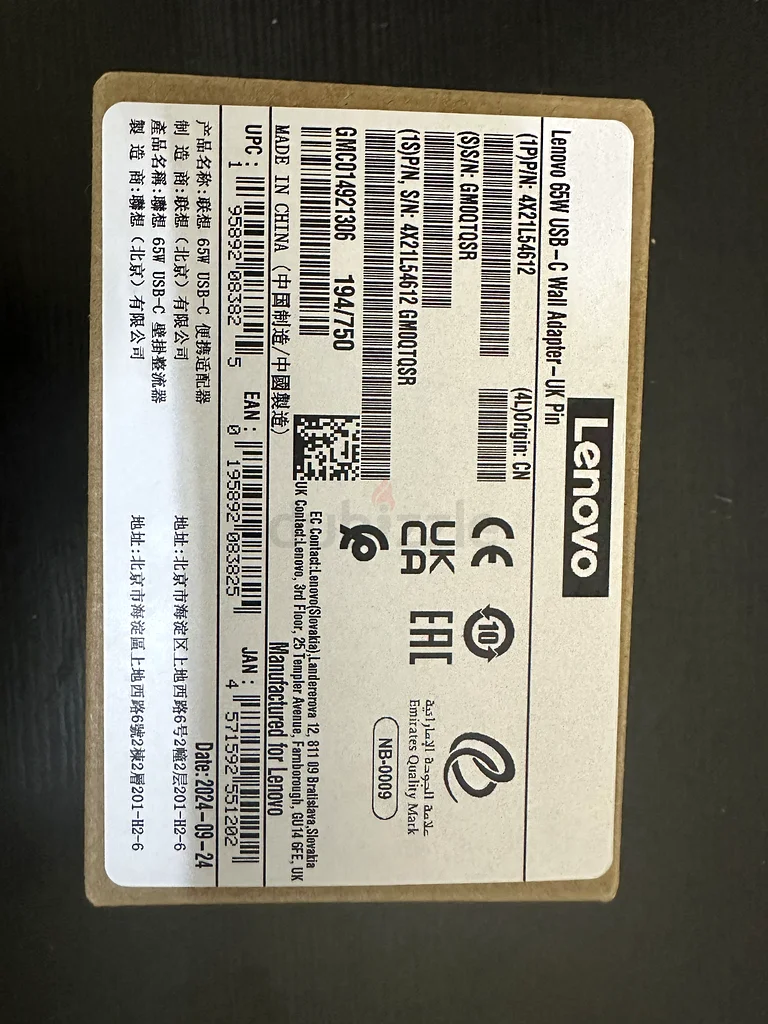 Lenovo
Lenovo 65W USB-C Wall Adapter-UK Pin
(1P)P/N: 4X21L54612
(4L)Origin: CN
(S)S/N: GM0QTQSR
(1S)P/N, S/N: 4X21L54612 GM0QTQSR
GMC014921306 194/750
CE
10
UK
CA
EAC
علامة الجودة الإماراتية
Emirates Quality Mark
NB-0009
EC Contact:Lenovo(Slovakia),Landererova 12, 811 09 Bratislava,Slovakia
UK Contact:Lenovo, 3rd Floor, 25 Templer Avenue, Farnborough, GU14 6FE, UK
MADE IN CHINA (中国制造/中國製造)
Manufactured for Lenovo
UPC: 1 95892 08382 5
EAN: 0 195892 083825
JAN: 4 571592 551202
Date:2024-09-24
产品名称:联想 65W USB-C 便携适配器
制 造 商:联想 (北京) 有限公司
地址:北京市海淀区上地西路6号2幢2层201-H2-6
產品名稱:聯想 65W USB-C 壁掛整流器
製 造 商:聯想 (北京) 有限公司
地址:北京市海淀區上地西路6號2棟2層201-H2-6
dubizzle